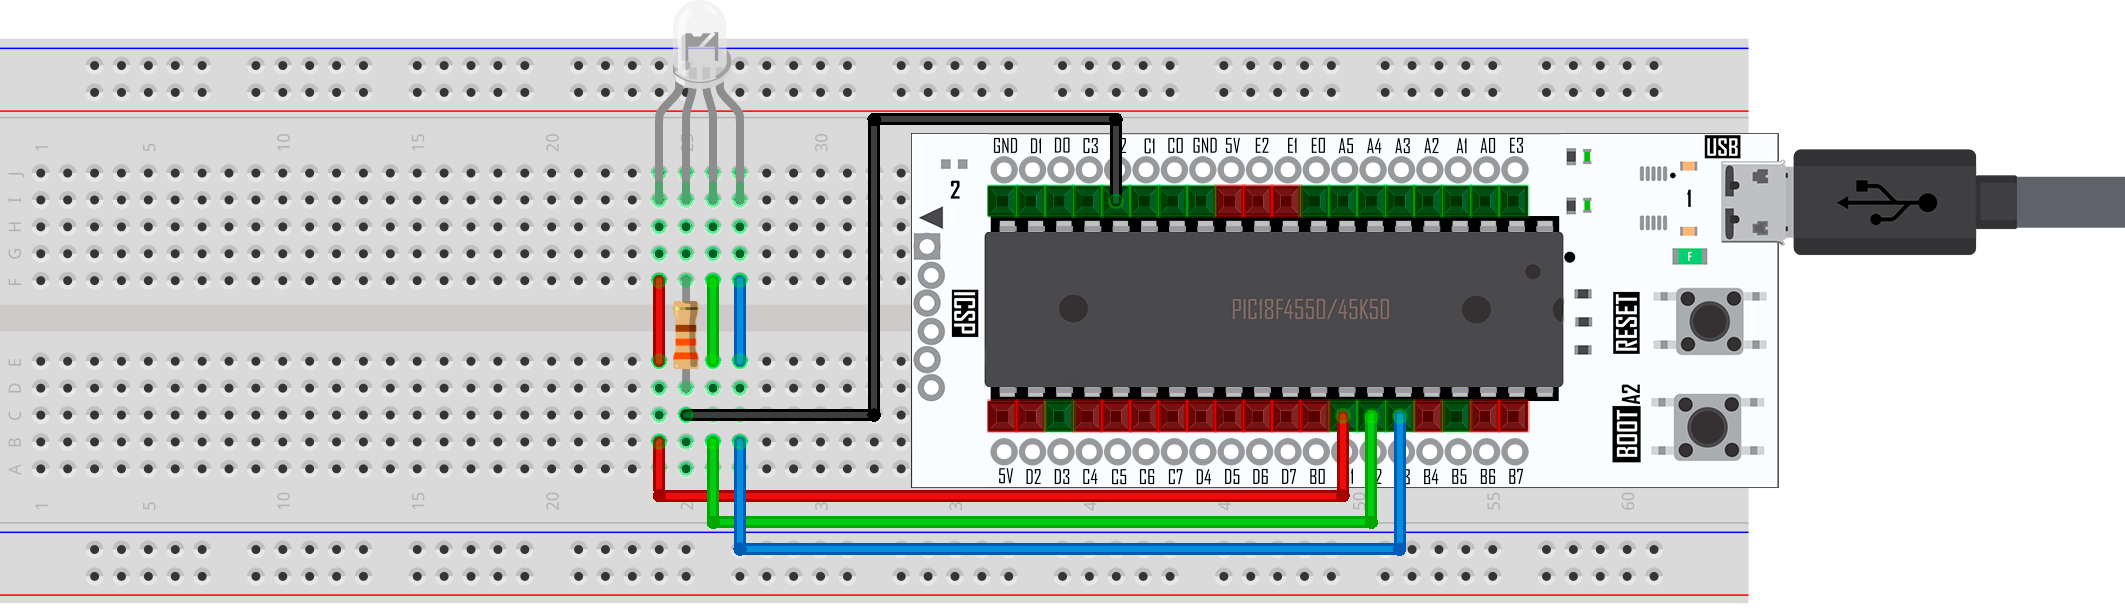 1 5 10 15 20 30
J
I
H
G
F
E
D
C
B
A
GND D1 D0 C3 C1 C0 GND 5V E2 E1 E0 A5 A4 A3 A2 A1 A0 E3
USB
2
1
F
ICSP
PIC18F4550/45K50
RESET
BOOT A2
5V D2 D3 C4 C5 C6 C7 D4 D5 D6 D7 B0 B4 B5 B6 B7
1 5 10 15 20 50 55 60